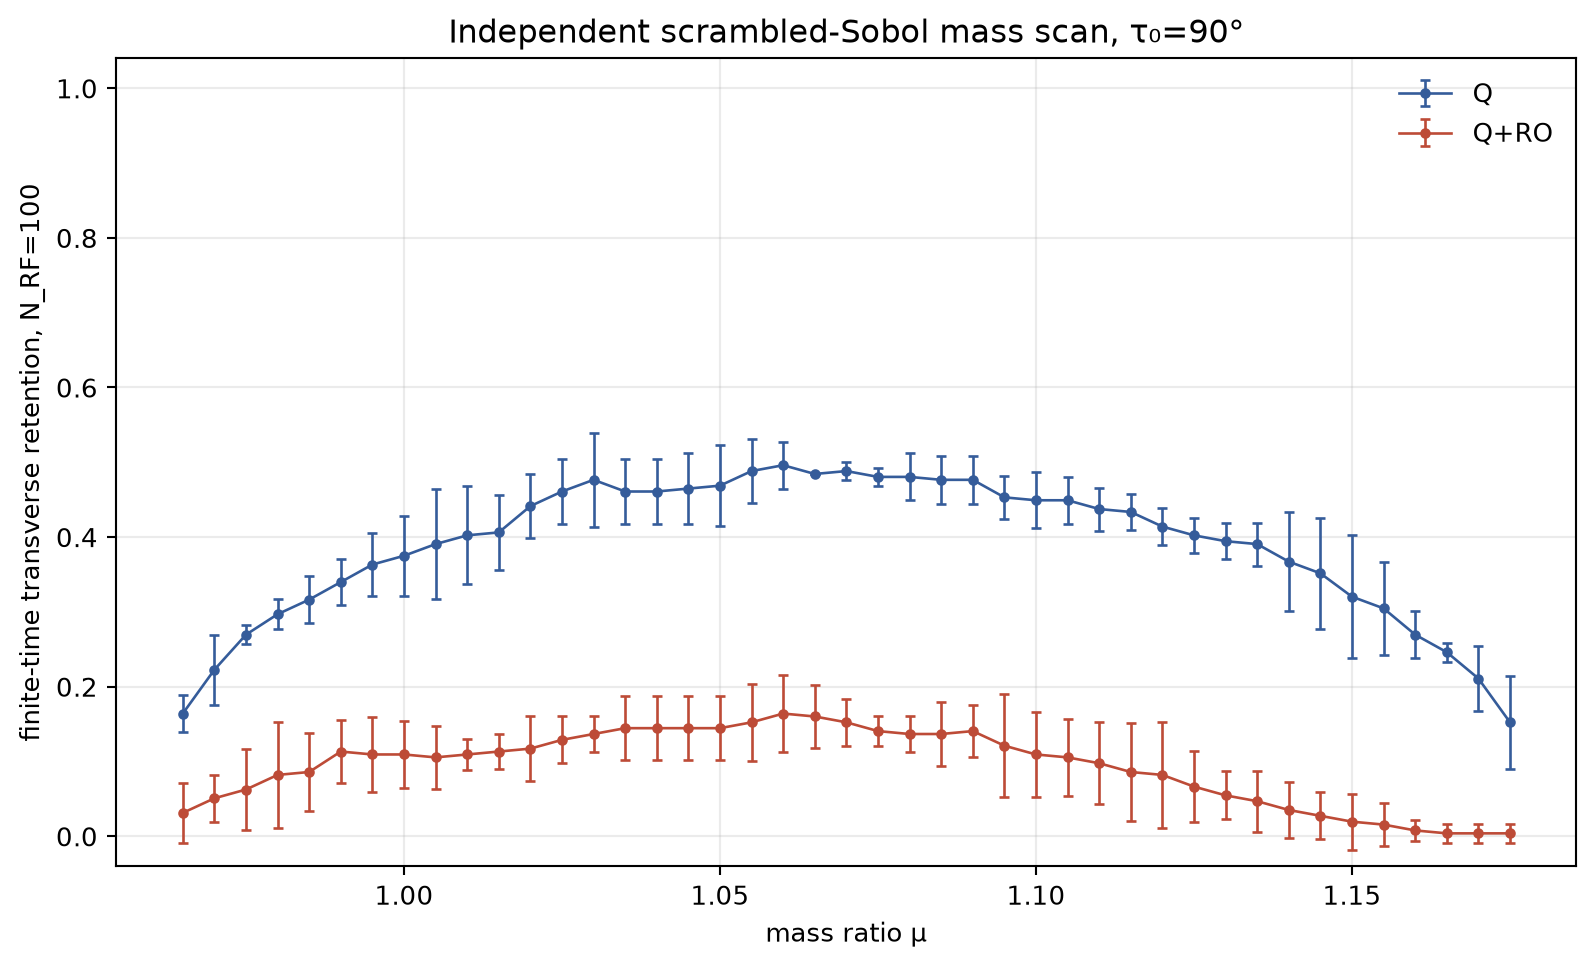 Independent scrambled-Sobol mass scan, τ₀=90°
Q
Q+RO
finite-time transverse retention, N_RF=100
1.0
0.8
0.6
0.4
0.2
0.0
1.00
1.05
1.10
1.15
mass ratio μ